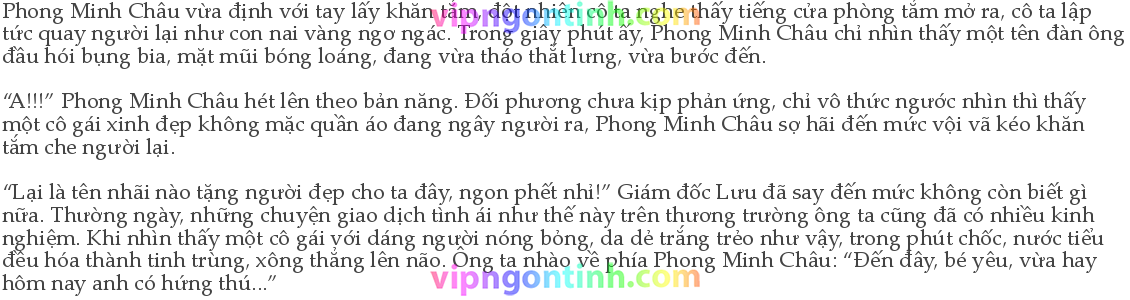 Phong Minh Châu vừa định với tay lấy khăn tắm, đột nhiên cô ta nghe thấy tiếng cửa phòng tắm mở ra, cô ta lập
tức quay người lại như con nai vàng ngơ ngác. Trong giây phút ấy, Phong Minh Châu chỉ nhìn thấy một tên đàn ông
đầu hói bụng bia, mặt mũi bóng loáng, đang vừa tháo thắt lưng, vừa bước đến.
“A!!!” Phong Minh Châu hét lên theo bản năng. Đối phương chưa kịp phản ứng, chỉ vô thức ngước nhìn thì thấy
một cô gái xinh đẹp không mặc quần áo đang ngây người ra, Phong Minh Châu sợ hãi đến mức vội vã kéo khăn
tắm che người lại.
“Lại là tên nhãi nào tặng người đẹp cho ta đây, ngon phết nhỉ!” Giám đốc Lưu đã say đến mức không còn biết gì
nữa. Thường ngày, những chuyện giao dịch tình ái như thế này trên thương trường ông ta cũng đã có nhiều kinh
nghiệm. Khi nhìn thấy một cô gái với dáng người nóng bỏng, da dẻ trắng trẻo như vậy, trong phút chốc, nước tiểu
đều hóa thành tinh trùng, xông thẳng lên não. Ông ta nhào về phía Phong Minh Châu: “Đến đây, bé yêu, vừa hay
hôm nay anh có hứng thú...”
vipngontinh.com
vipngontinh.com